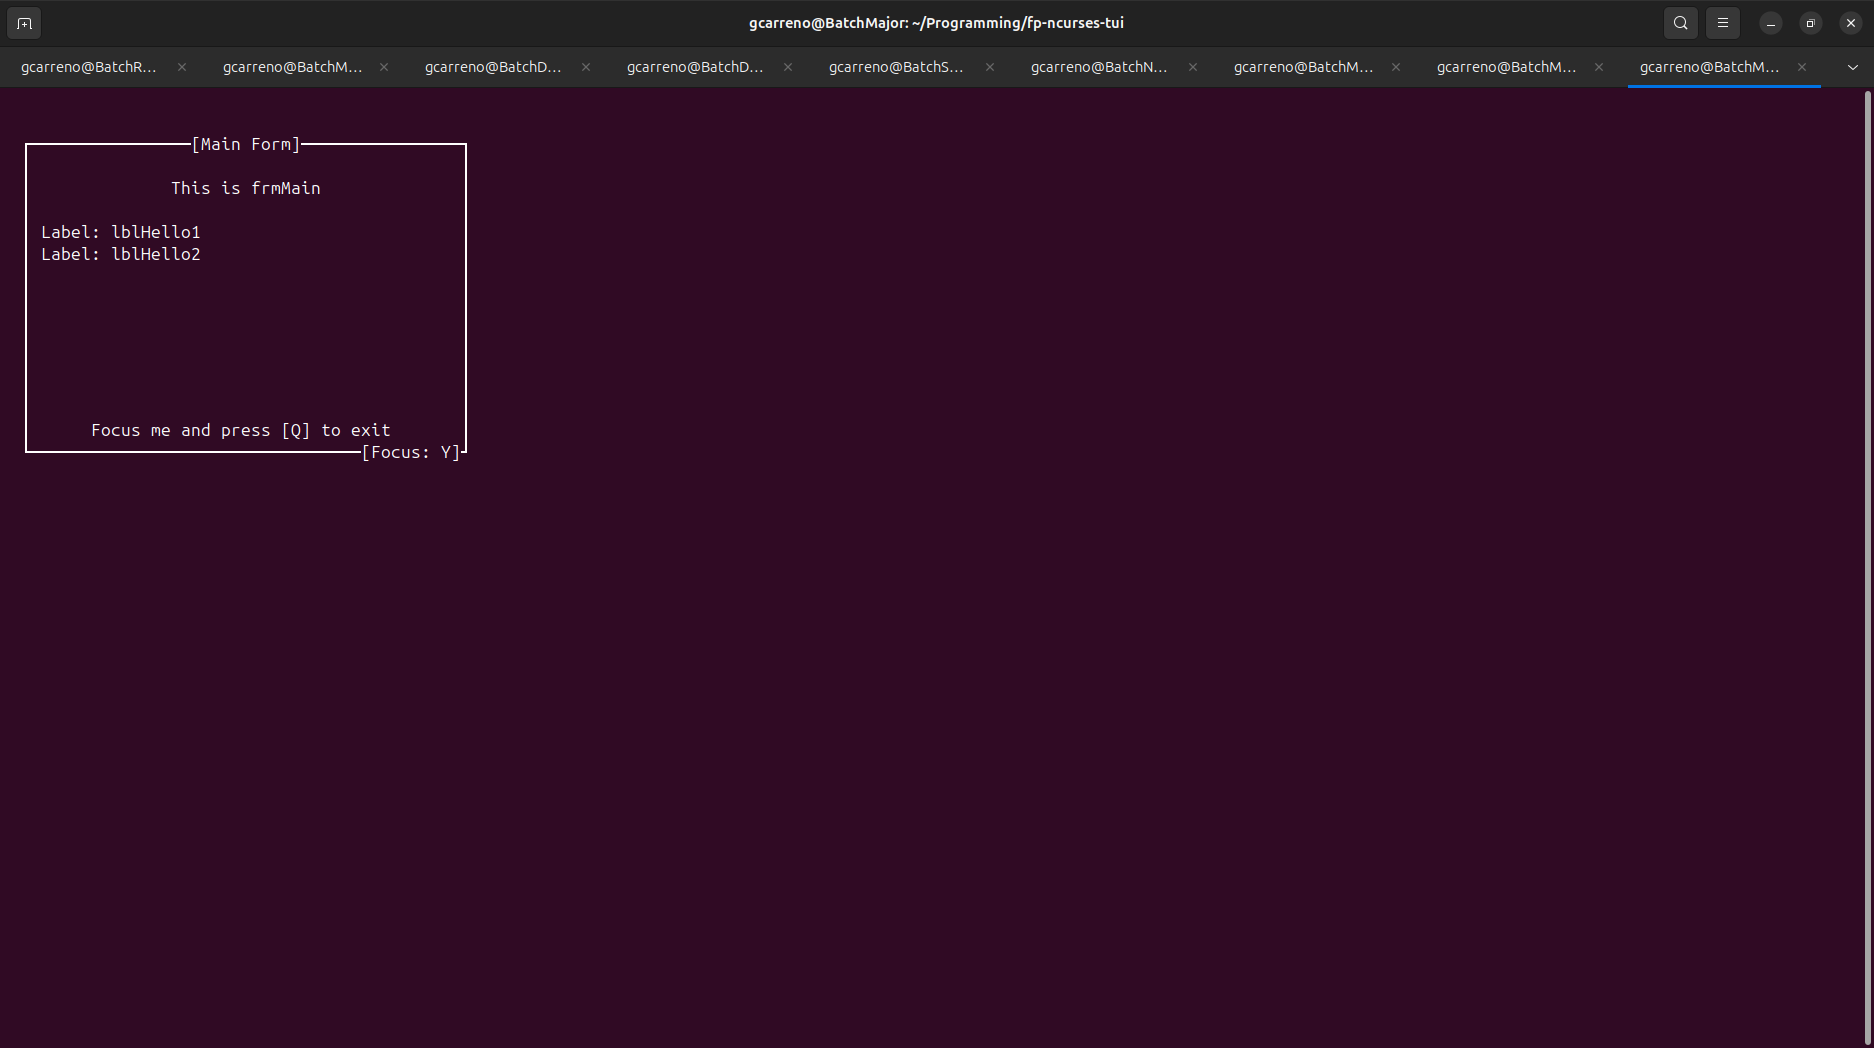 gcarreno@BatchMajor: ~/Programming/fp-ncurses-tui
gcarreno@BatchR... gcarreno@BatchM... gcarreno@BatchD... gcarreno@BatchD... gcarreno@BatchS... gcarreno@BatchN... gcarreno@BatchM... gcarreno@BatchM... gcarreno@BatchM...
[Main Form]
This is frmMain
Label: lblHello1
Label: lblHello2
Focus me and press [Q] to exit
[Focus: Y]